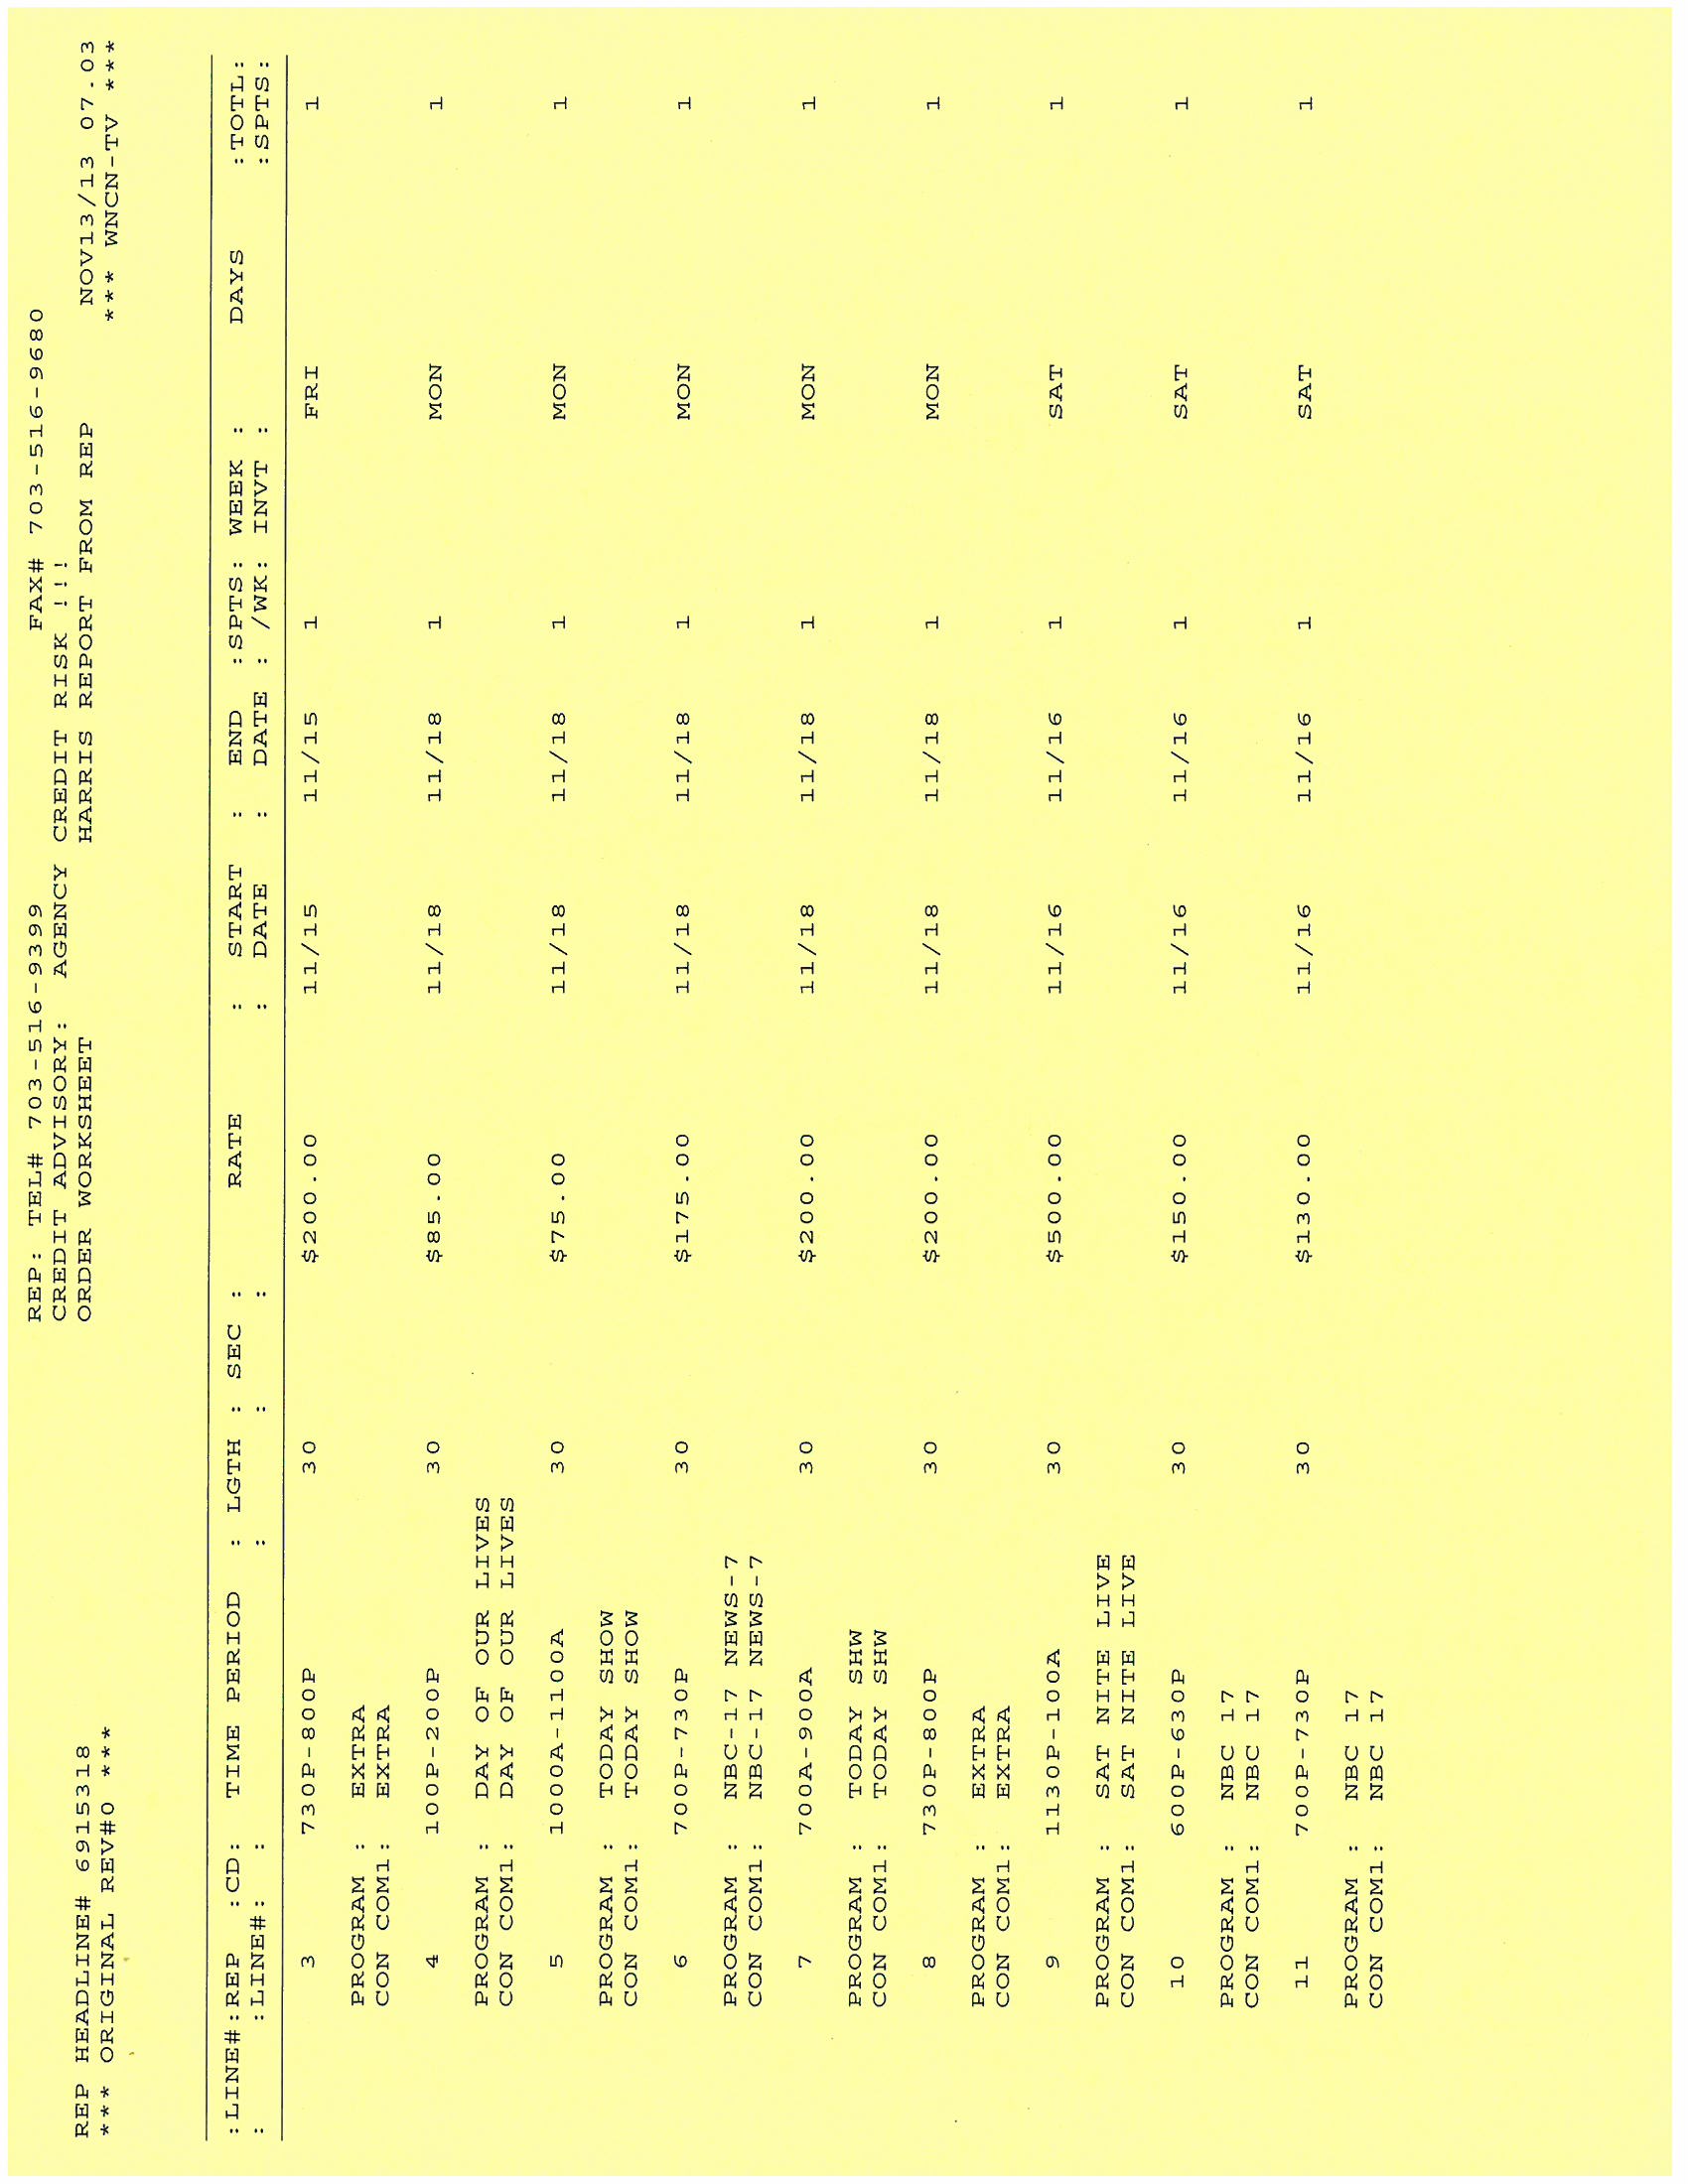 REP: TEL# 703-516-9399 FAX# 703-516-9680
CREDIT ADVISORY: AGENCY CREDIT RISK !!!
REP HEADLINE# 6915318 ORDER WORKSHEET HARRIS REPORT FROM REP NOV13/13 07.03
*** ORIGINAL REV#0 *** *** WNCN-TV ***
:LINE#:REP :CD: TIME PERIOD : LGTH : SEC : RATE : START : END :SPTS: WEEK : DAYS :TOTL:
: :LINE#: : : : : DATE : DATE : /WK: INVT : :SPTS:
3 730P-800P 30 $200.00 11/15 11/15 1 FRI 1
PROGRAM : EXTRA
CON COM1: EXTRA
4 100P-200P 30 $85.00 11/18 11/18 1 MON 1
PROGRAM : DAY OF OUR LIVES
CON COM1: DAY OF OUR LIVES
5 1000A-1100A 30 $75.00 11/18 11/18 1 MON 1
PROGRAM : TODAY SHOW
CON COM1: TODAY SHOW
6 700P-730P 30 $175.00 11/18 11/18 1 MON 1
PROGRAM : NBC-17 NEWS-7
CON COM1: NBC-17 NEWS-7
7 700A-900A 30 $200.00 11/18 11/18 1 MON 1
PROGRAM : TODAY SHW
CON COM1: TODAY SHW
8 730P-800P 30 $200.00 11/18 11/18 1 MON 1
PROGRAM : EXTRA
CON COM1: EXTRA
9 1130P-100A 30 $500.00 11/16 11/16 1 SAT 1
PROGRAM : SAT NITE LIVE
CON COM1: SAT NITE LIVE
10 600P-630P 30 $150.00 11/16 11/16 1 SAT 1
PROGRAM : NBC 17
CON COM1: NBC 17
11 700P-730P 30 $130.00 11/16 11/16 1 SAT 1
PROGRAM : NBC 17
CON COM1: NBC 17